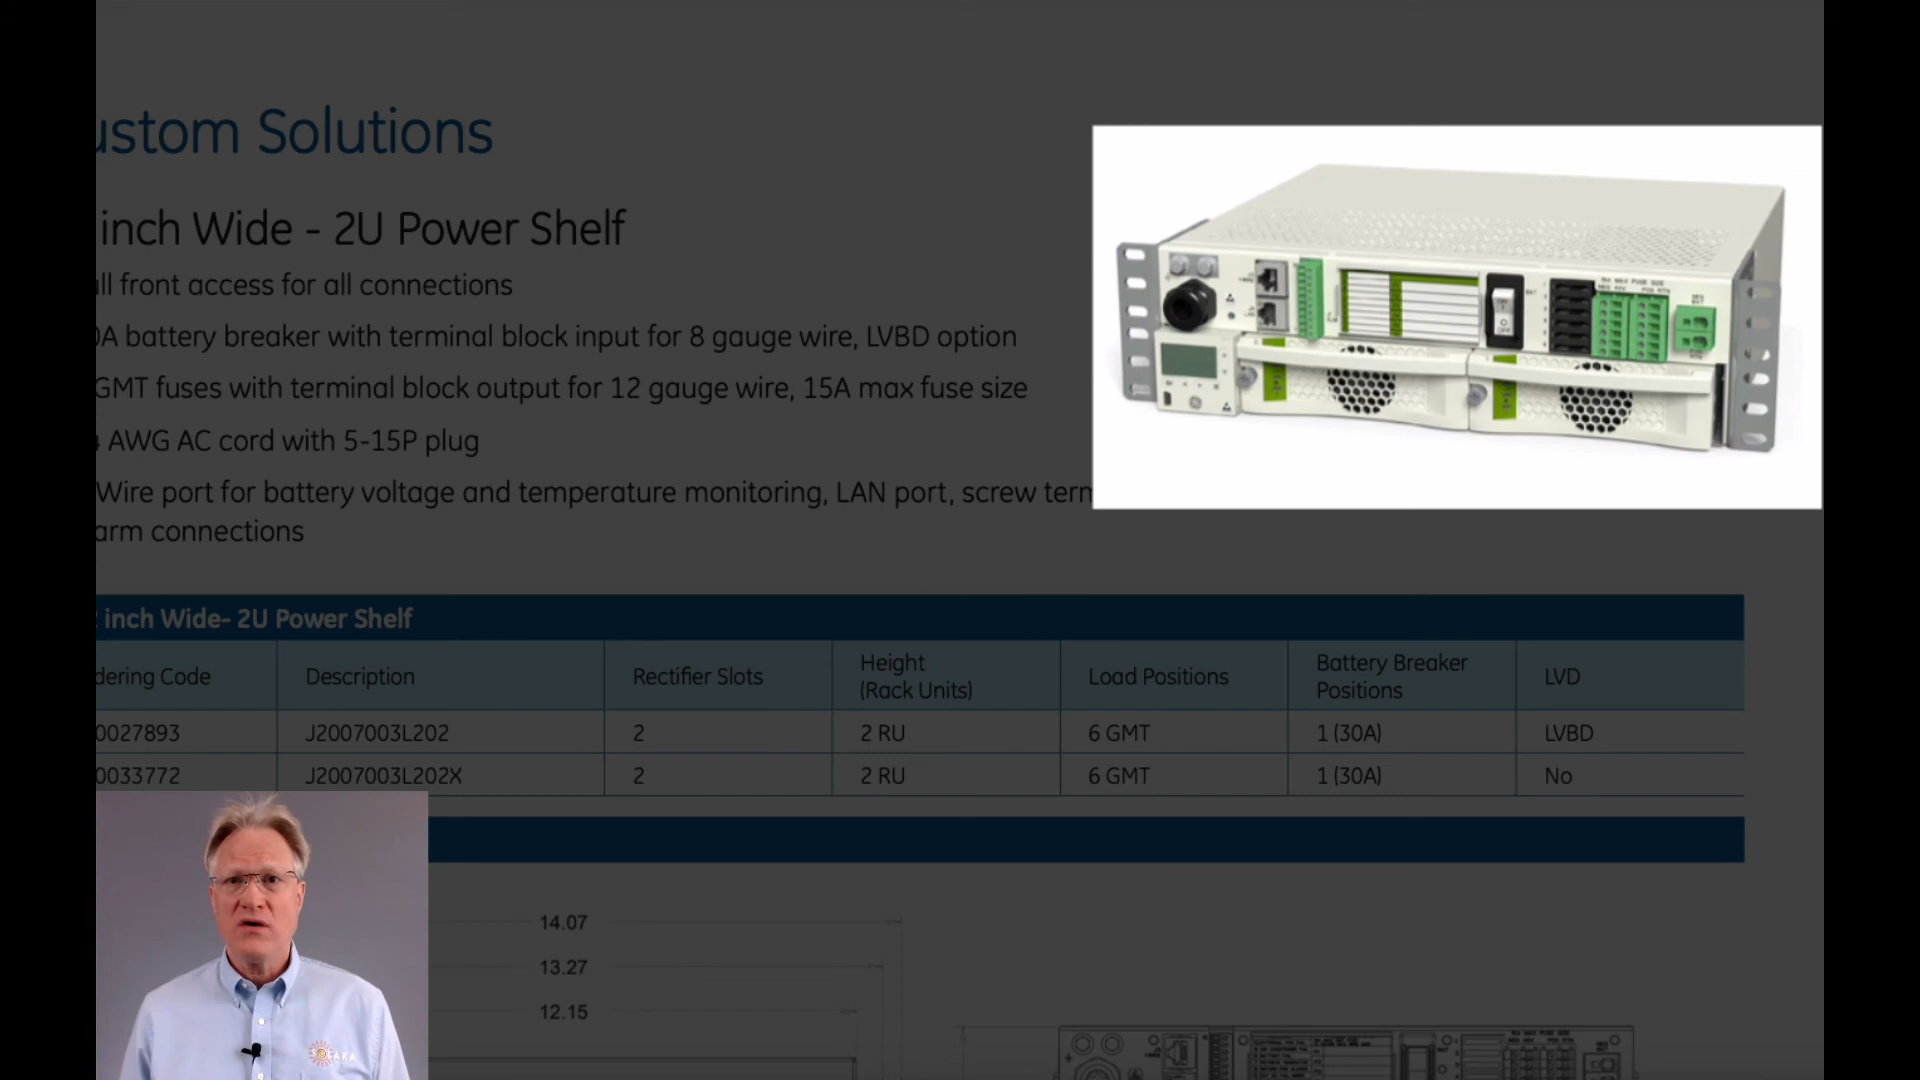 ustom Solutions
inch Wide - 2U Power Shelf
ll front access for all connections
0A battery breaker with terminal block input for 8 gauge wire, LVBD option
GMT fuses with terminal block output for 12 gauge wire, 15A max fuse size
AWG AC cord with 5-15P plug
Wire port for battery voltage and temperature monitoring, LAN port, screw term
arm connections
inch Wide- 2U Power Shelf
dering Code Description Rectifier Slots Height (Rack Units) Load Positions Battery Breaker Positions LVD
0027893 J2007003L202 2 2 RU 6 GMT 1 (30A) LVBD
0033772 J2007003L202X 2 2 RU 6 GMT 1 (30A) No
14.07
13.27
12.15
SOLARA